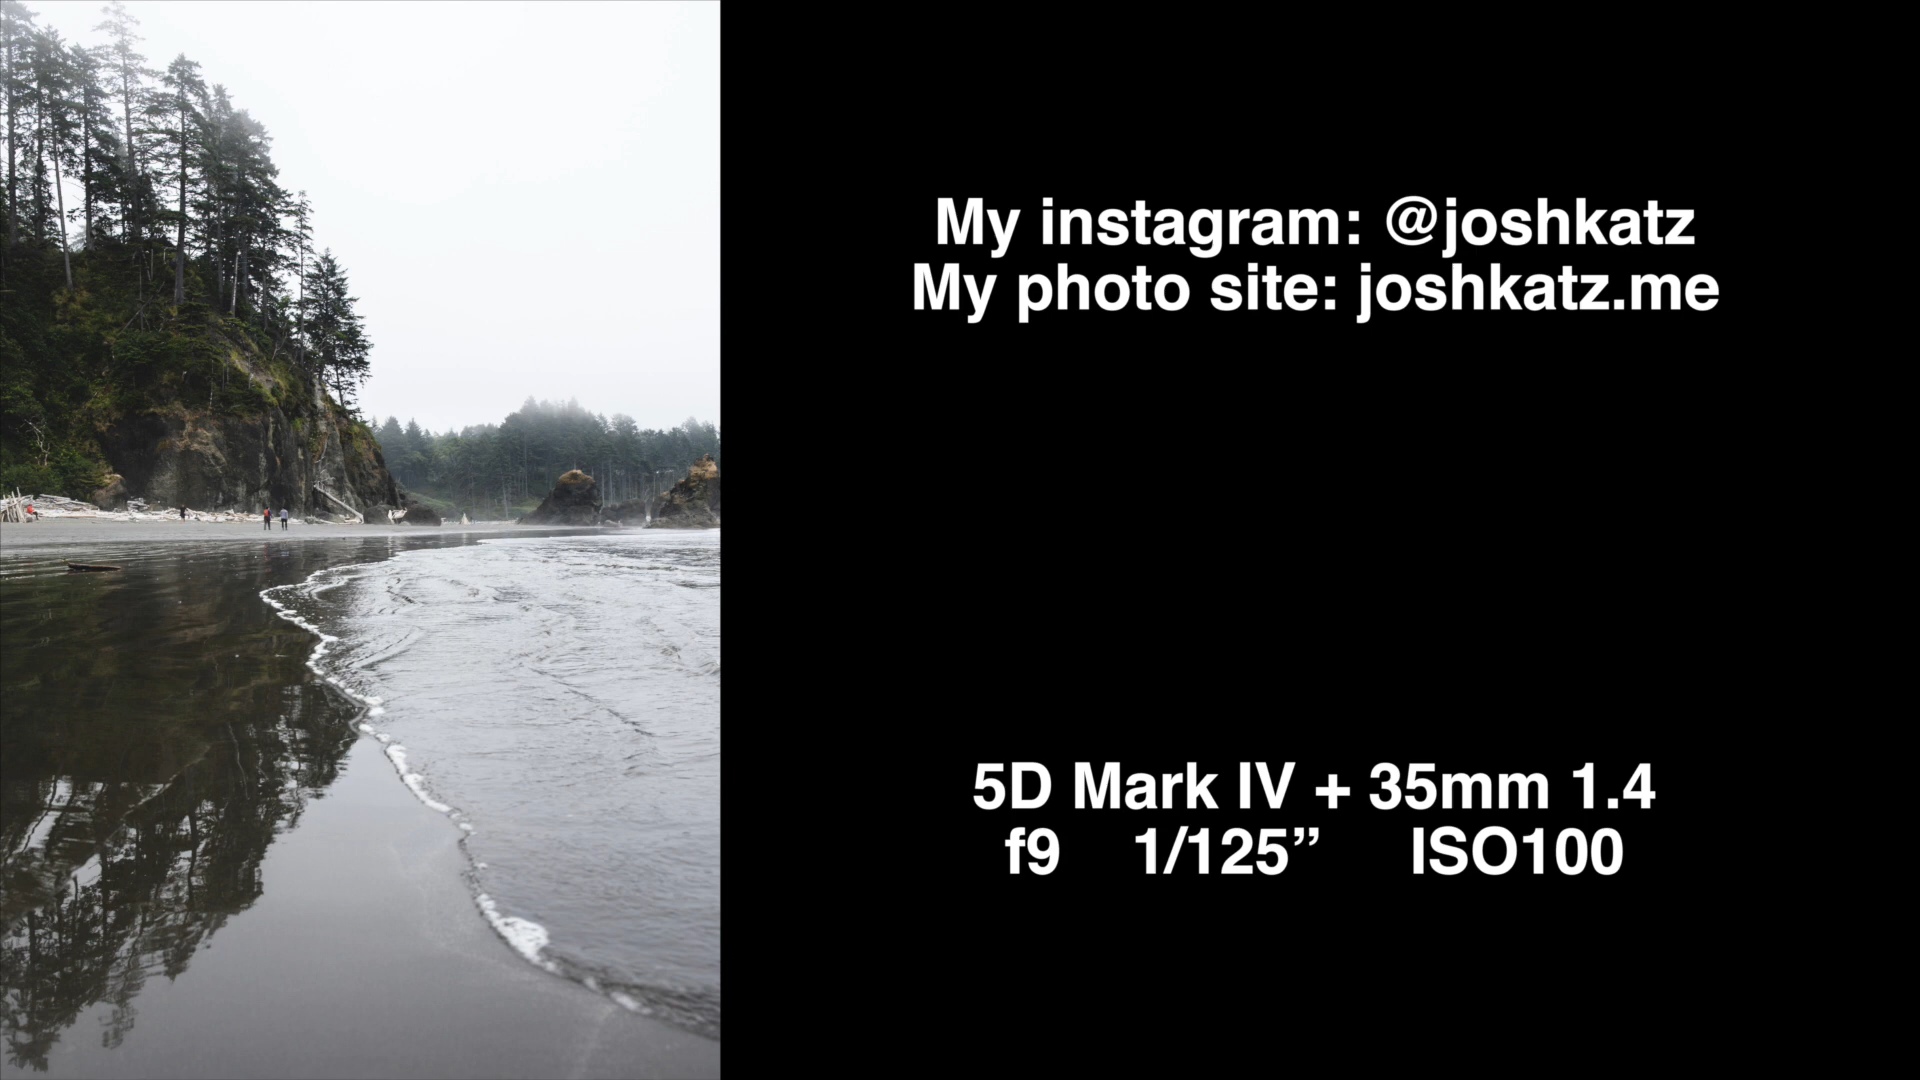 My instagram: @joshkatz
My photo site: joshkatz.me
5D Mark IV + 35mm 1.4
f9 1/125” ISO100